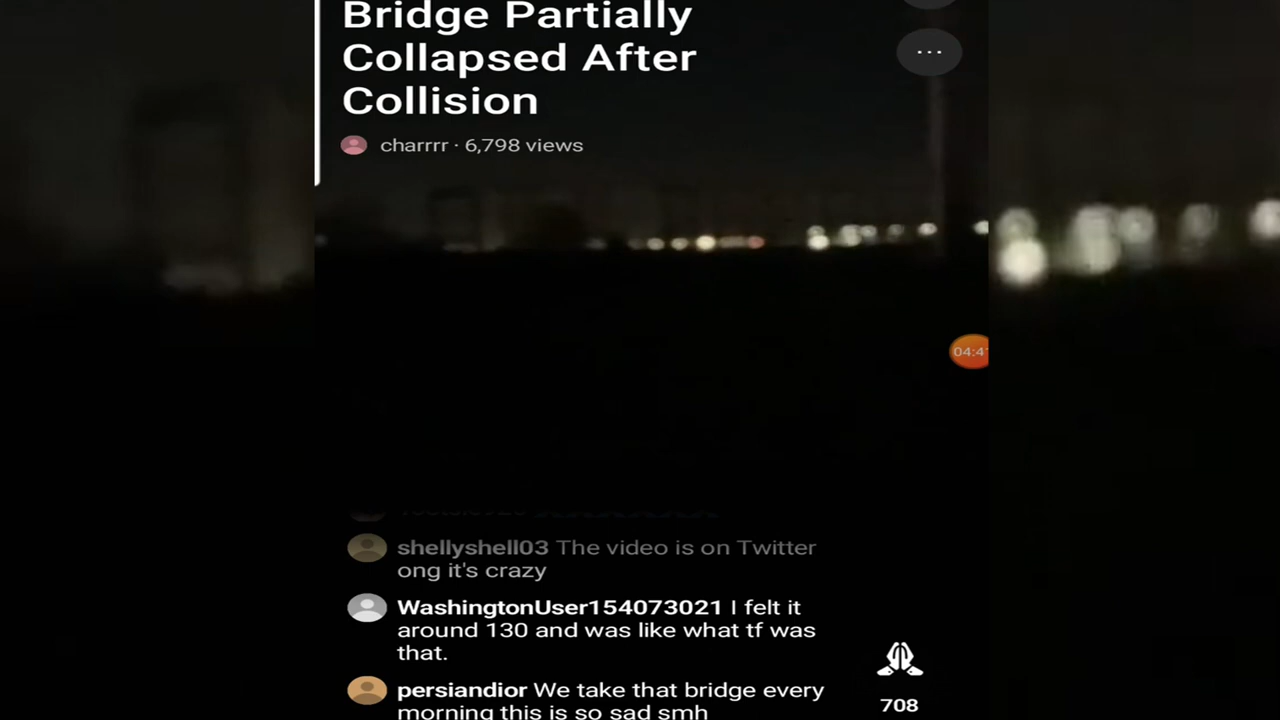 Bridge Partially
Collapsed After
Collision
charrrr · 6,798 views
04:4
shellyshell03 The video is on Twitter
ong it's crazy
WashingtonUser154073021 I felt it
around 130 and was like what tf was
that.
persiandior We take that bridge every
morning this is so sad smh
708